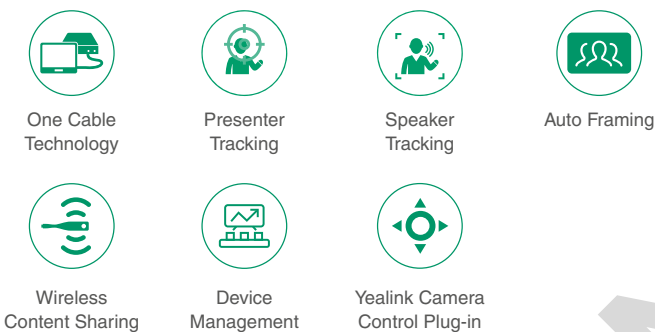 One Cable
Technology
Presenter
Tracking
Speaker
Tracking
Auto Framing
Wireless
Content Sharing
Device
Management
Yealink Camera
Control Plug-in